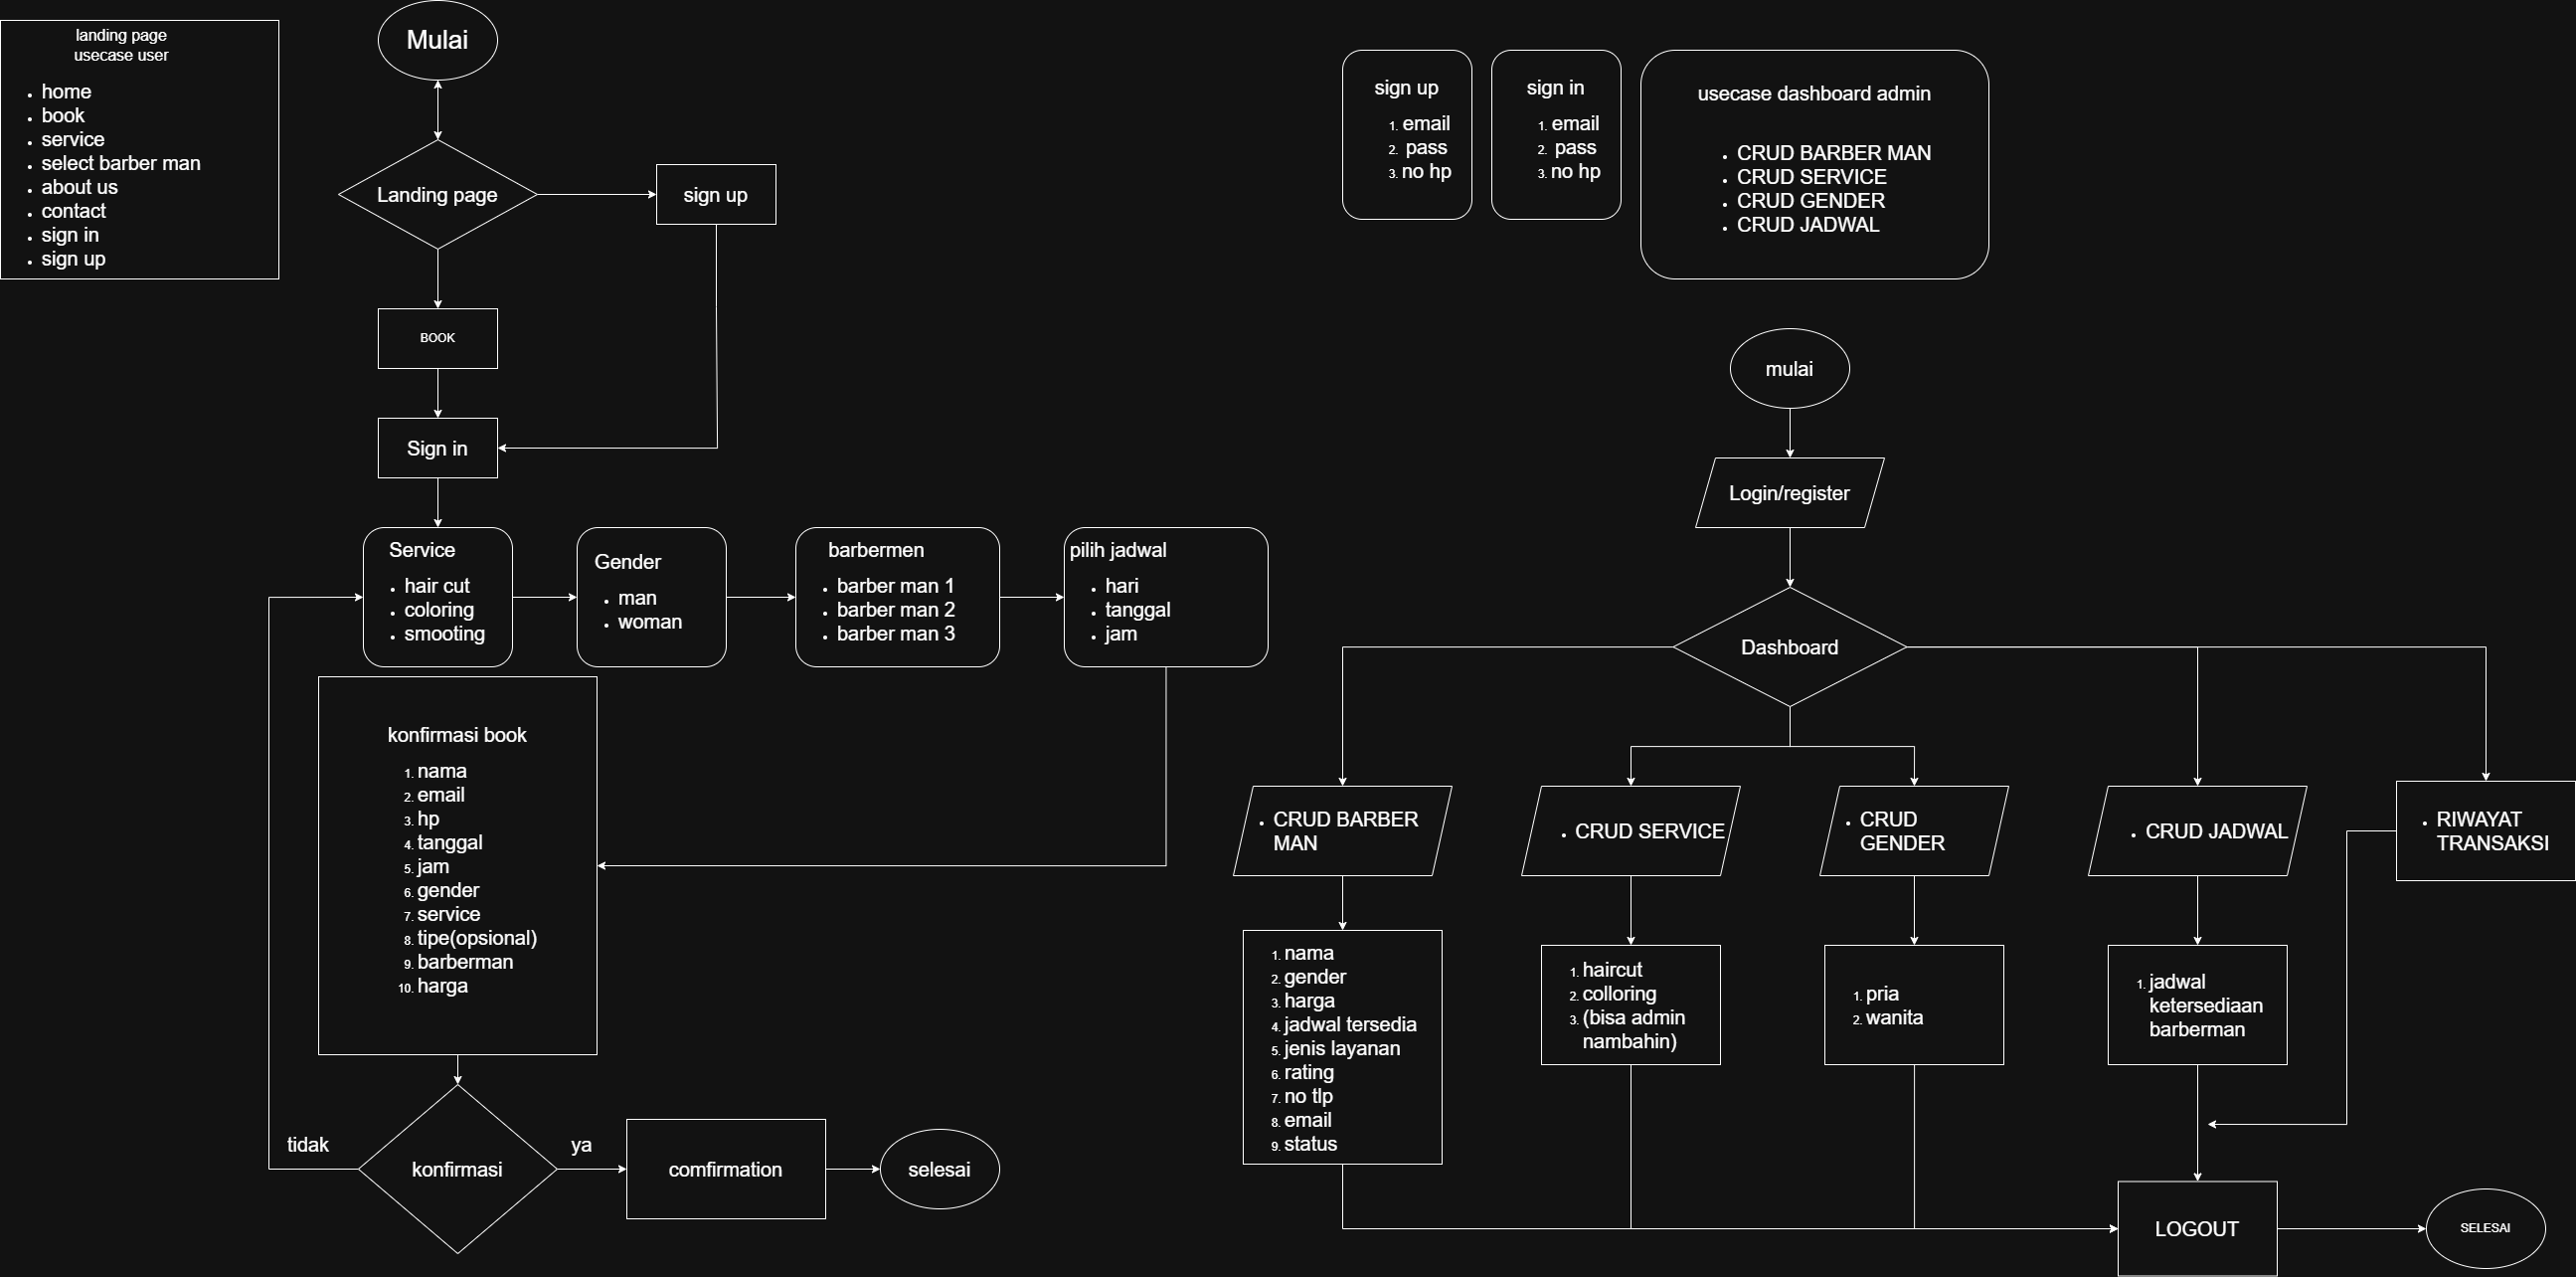 landing page
usecase user
home
book
service
select barber man
about us
contact
sign in
sign up
Mulai
Landing page
sign up
BOOK
Sign in
Service
hair cut
coloring
smooting
Gender
man
woman
barbermen
barber man 1
barber man 2
barber man 3
pilih jadwal
hari
tanggal
jam
konfirmasi book
1. nama
2. email
3. hp
4. tanggal
5. jam
6. gender
7. service
8. tipe(opsional)
9. barberman
10. harga
tidak
konfirmasi
ya
comfirmation
selesai
sign up
1. email
2. pass
3. no hp
sign in
1. email
2. pass
3. no hp
usecase dashboard admin
CRUD BARBER MAN
CRUD SERVICE
CRUD GENDER
CRUD JADWAL
mulai
Login/register
Dashboard
CRUD BARBER
MAN
CRUD SERVICE
CRUD
GENDER
CRUD JADWAL
RIWAYAT
TRANSAKSI
1. nama
2. gender
3. harga
4. jadwal tersedia
5. jenis layanan
6. rating
7. no tlp
8. email
9. status
1. haircut
2. colloring
3. (bisa admin
nambahin)
1. pria
2. wanita
1. jadwal
ketersediaan
barberman
LOGOUT
SELESAI